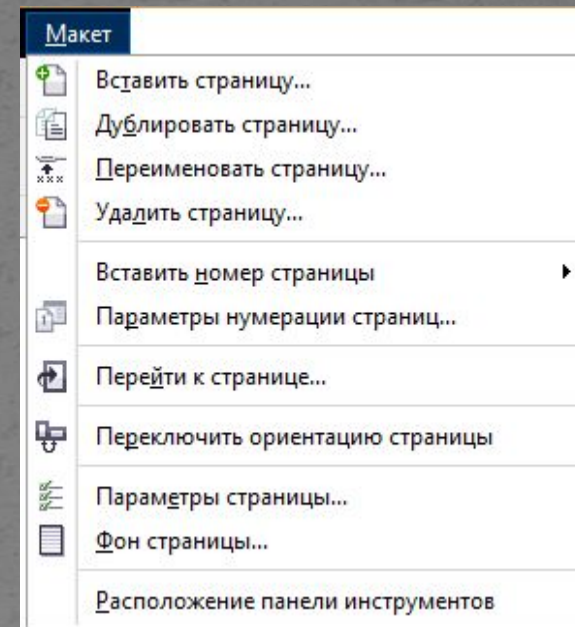 Макет
Вставить страницу...
Дублировать страницу...
Переименовать страницу...
Удалить страницу...
Вставить номер страницы
Параметры нумерации страниц...
Перейти к странице...
Переключить ориентацию страницы
Параметры страницы...
Фон страницы...
Расположение панели инструментов